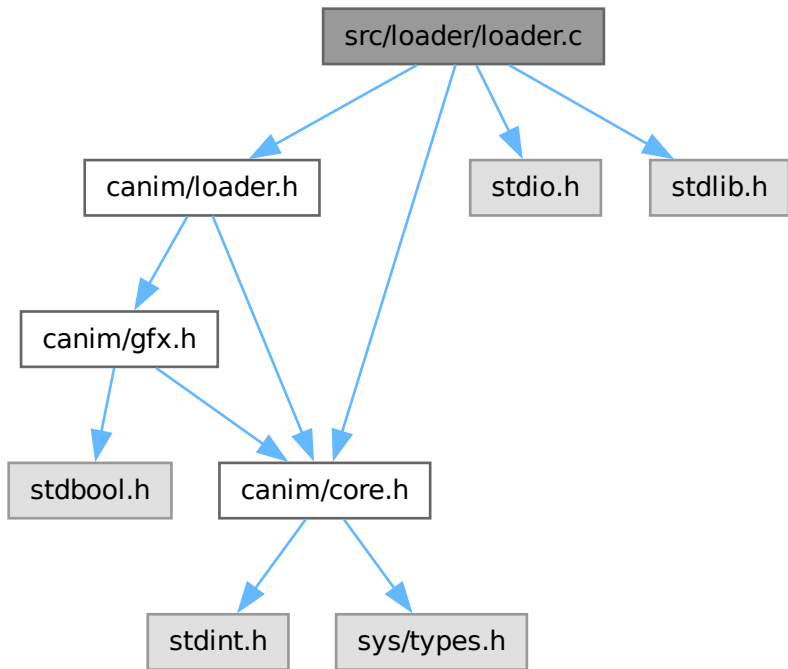 src/loader/loader.c
canim/loader.h
stdio.h
stdlib.h
canim/gfx.h
stdbool.h
canim/core.h
stdint.h
sys/types.h